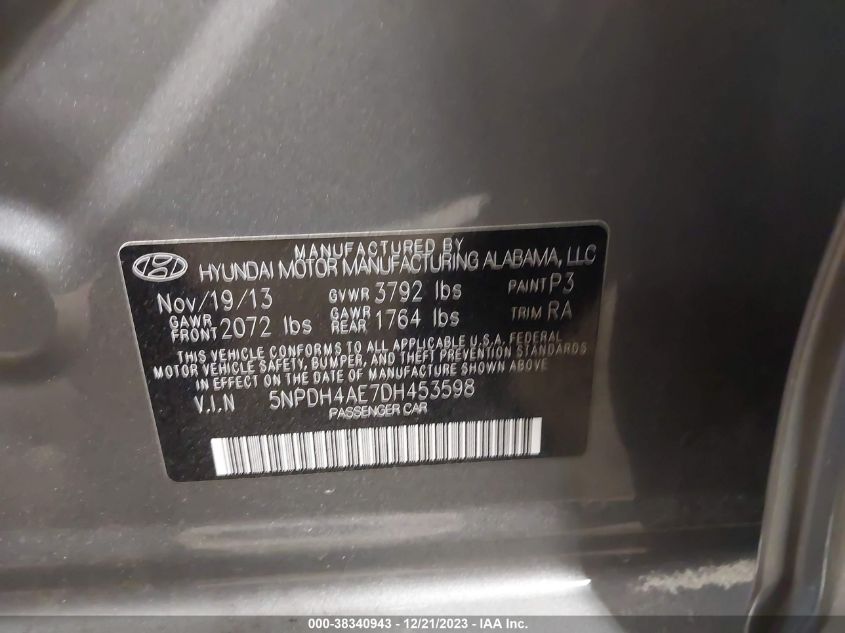 MANUFACTURED BY
HYUNDAI MOTOR MANUFACTURING ALABAMA, LLC
Nov/19/13 GVWR 3792 lbs PAINT P3
GAWR FRONT 2072 lbs GAWR REAR 1764 lbs TRIM RA
THIS VEHICLE CONFORMS TO ALL APPLICABLE U.S.A. FEDERAL
MOTOR VEHICLE SAFETY, BUMPER, AND THEFT PREVENTION STANDARDS
IN EFFECT ON THE DATE OF MANUFACTURE SHOWN ABOVE
V.I.N 5NPDH4AE7DH453598
PASSENGER CAR
000-38340943 - 12/21/2023 - IAA Inc.